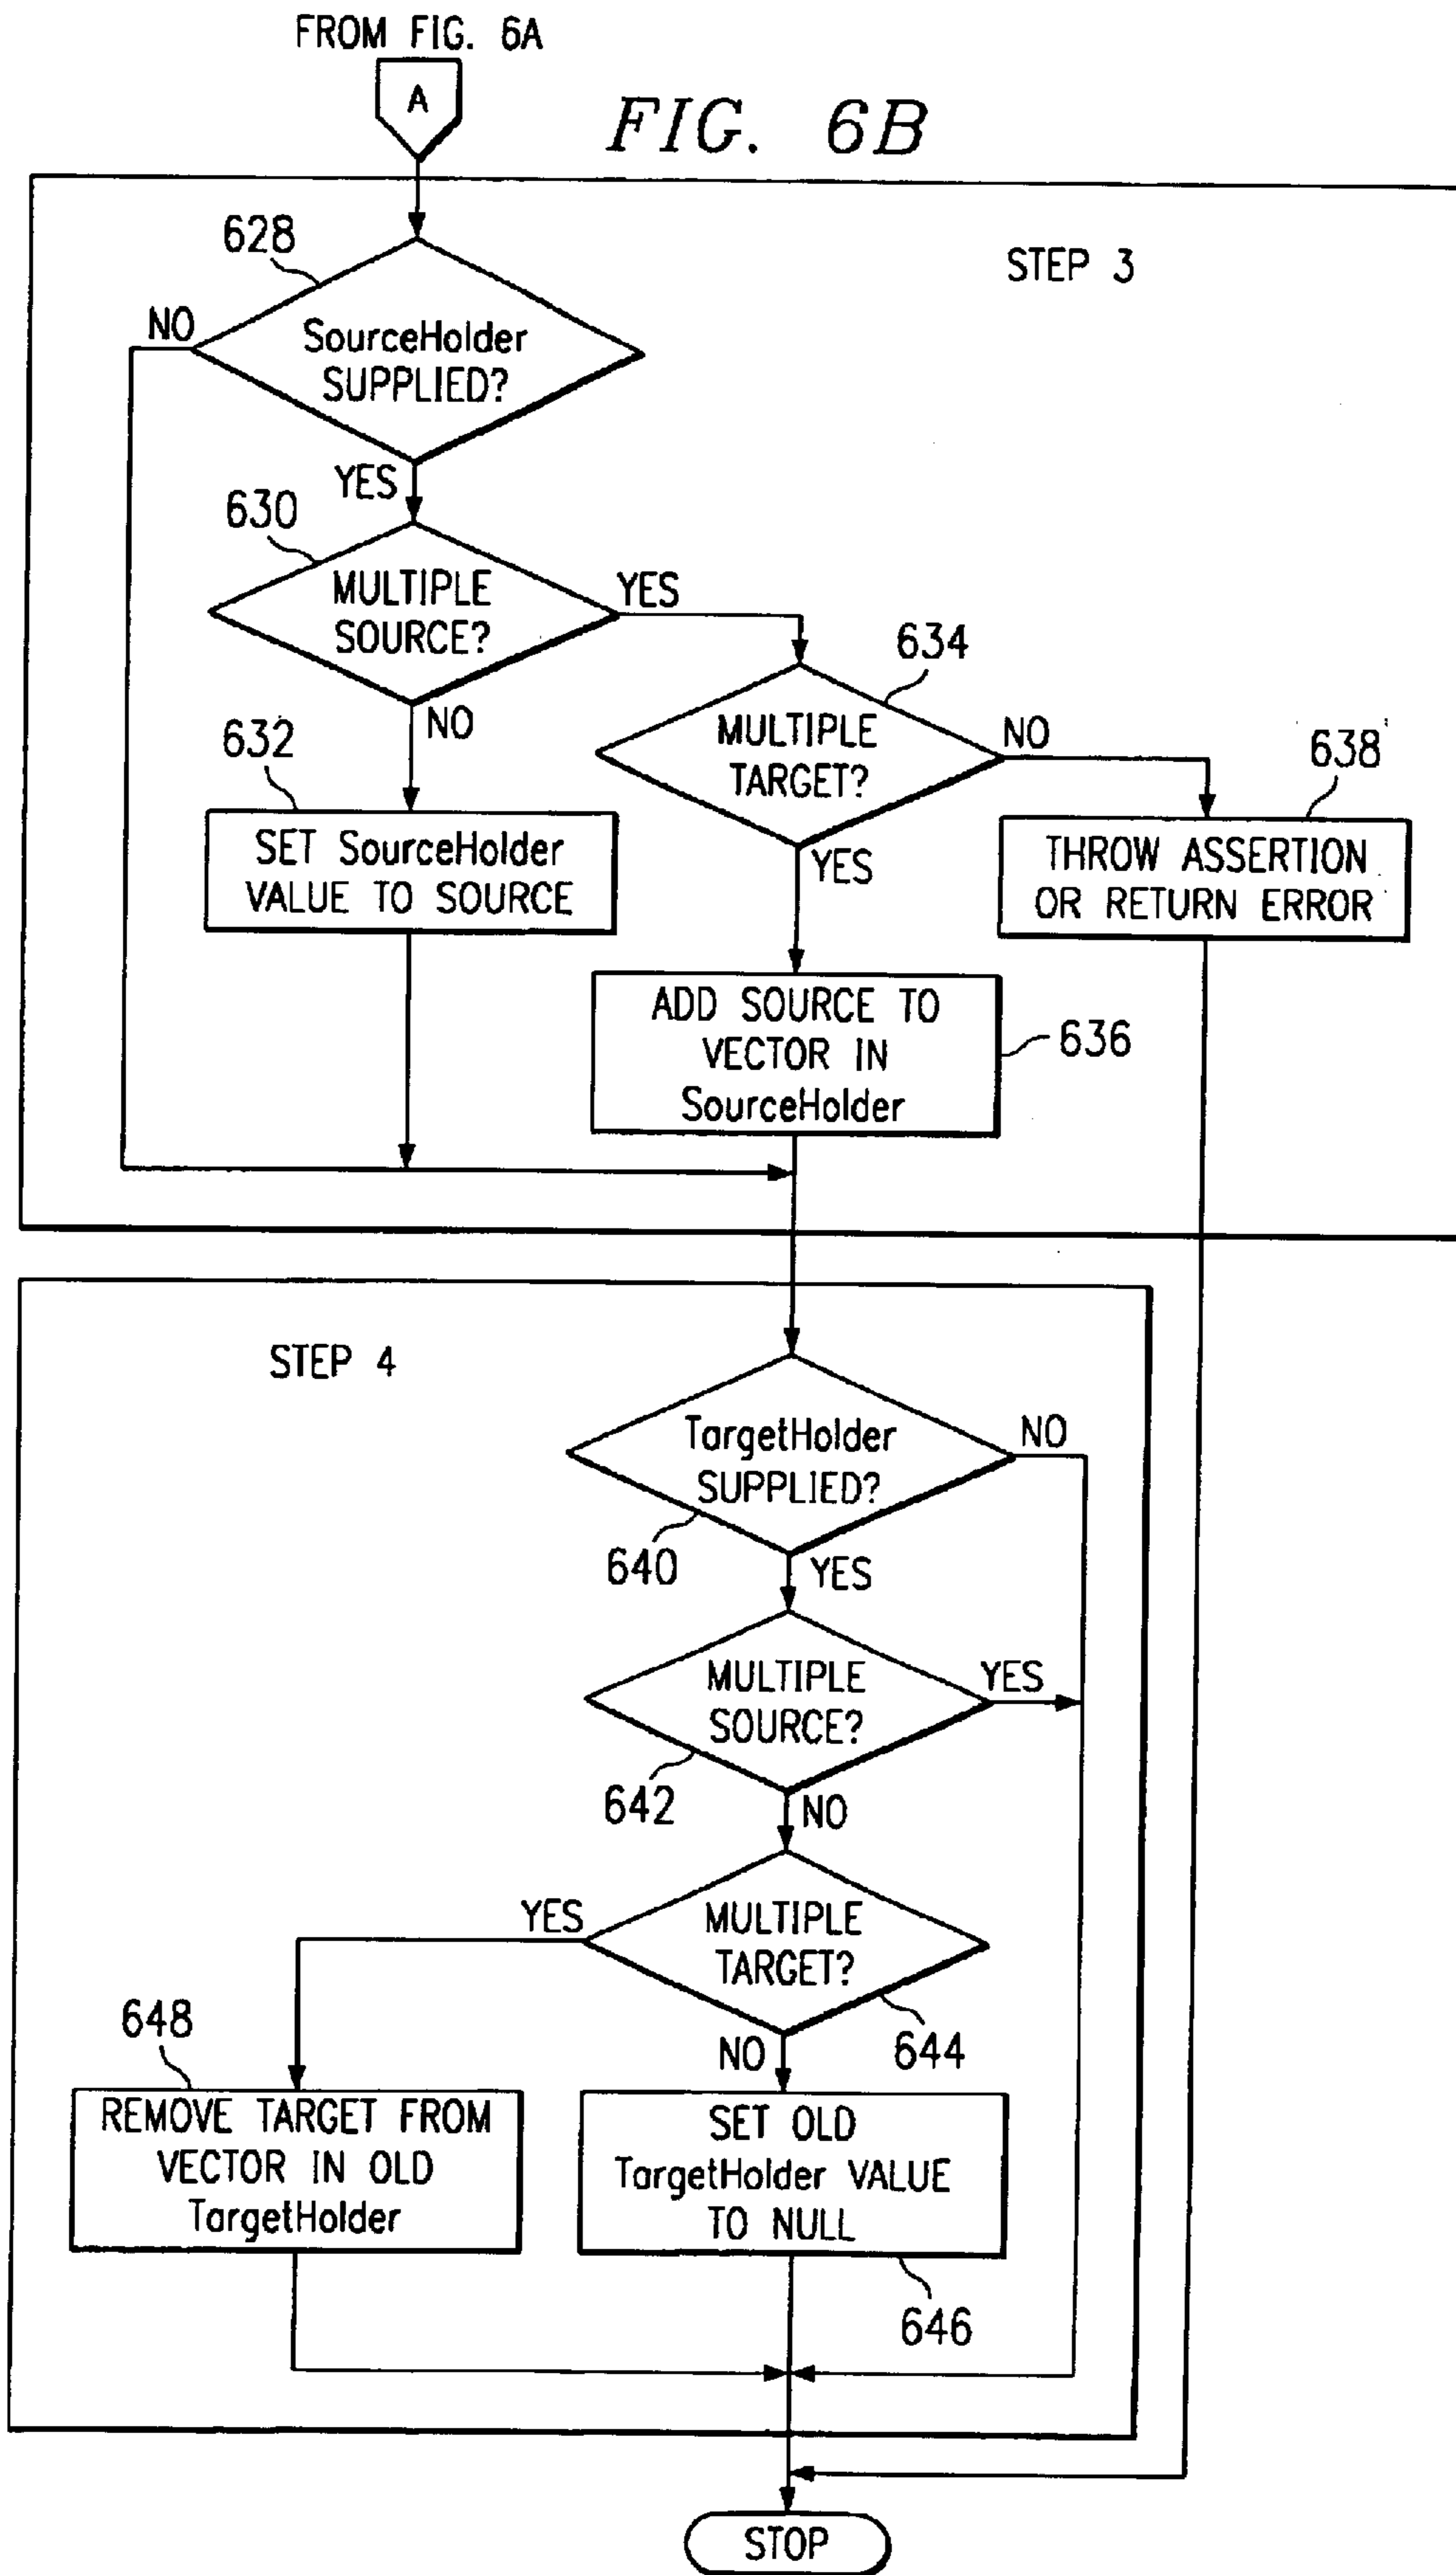 FROM FIG. 6A
A
FIG. 6B
628
STEP 3
NO
SourceHolder
SUPPLIED?
YES
630
MULTIPLE
SOURCE?
YES
634
NO
MULTIPLE
TARGET?
NO
632
638
SET SourceHolder
VALUE TO SOURCE
YES
THROW ASSERTION
OR RETURN ERROR
ADD SOURCE TO
VECTOR IN
SourceHolder
636
STEP 4
TargetHolder
SUPPLIED?
NO
640
YES
MULTIPLE
SOURCE?
YES
642
NO
YES
MULTIPLE
TARGET?
648
NO
644
REMOVE TARGET FROM
VECTOR IN OLD
TargetHolder
SET OLD
TargetHolder VALUE
TO NULL
646
STOP